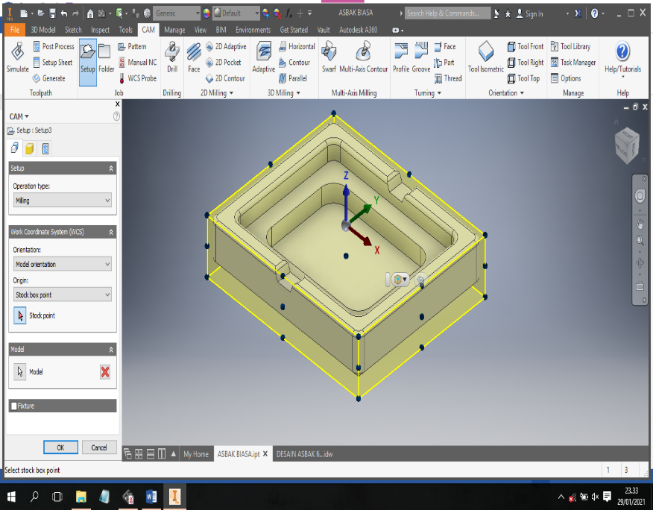 Generic
Default
ASBAK BIASA
Search Help & Commands...
Sign In
File 3D Model Sketch Inspect Tools CAM Manage View BIM Environments Get Started Vault Autodesk A360
Simulate
Post Process
Setup Sheet
Generate
Toolpath
Setup
Folder
Pattern
Manual NC
WCS Probe
Job
Drill
Drilling
Face
2D Adaptive
2D Pocket
2D Contour
2D Milling
Adaptive
Horizontal
Contour
Parallel
3D Milling
Swarf
Multi-Axis Contour
Multi-Axis Milling
Profile
Groove
Face
Part
Thread
Turning
Tool Isometric
Tool Front
Tool Right
Tool Top
Orientation
Tool Library
Task Manager
Options
Manage
Help/Tutorials
Help
CAM
Setup : Setup3
Setup
Operation type:
Milling
Work Coordinate System (WCS)
Orientation:
Model orientation
Origin:
Stock box point
Stock point
Model
Model
Fixture
OK Cancel
Z
Y
X
My Home ASBAK BIASA.ipt X DESAIN ASBAK fi...idw
Select stock box point
1 3
23.33
29/01/2021